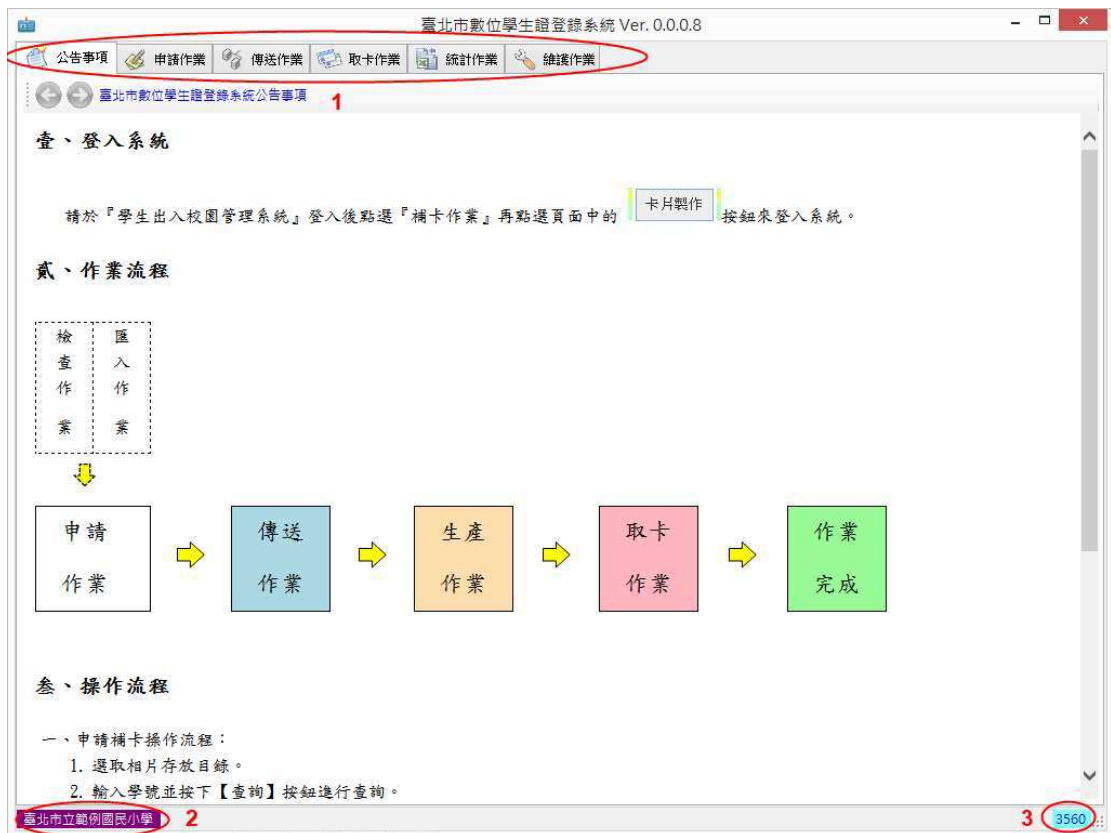 臺北市數位學生證登錄系統 Ver. 0.0.0.8
公告事項 申請作業 傳送作業 取卡作業 統計作業 維護作業
臺北市數位學生證登錄系統公告事項 1
壹、登入系統
請於『學生出入校園管理系統』登入後點選『補卡作業』再點選頁面中的 卡片製作 按鈕來登入系統。
貳、作業流程
檢查作業 匯入作業
申請 傳送 生產 取卡 作業
作業 作業 作業 作業 完成
叁、操作流程
一、申請補卡操作流程：
1. 選取相片存放目錄。
2. 輸入學號並按下【查詢】按鈕進行查詢。
臺北市立範例國民小學 2 3 3560